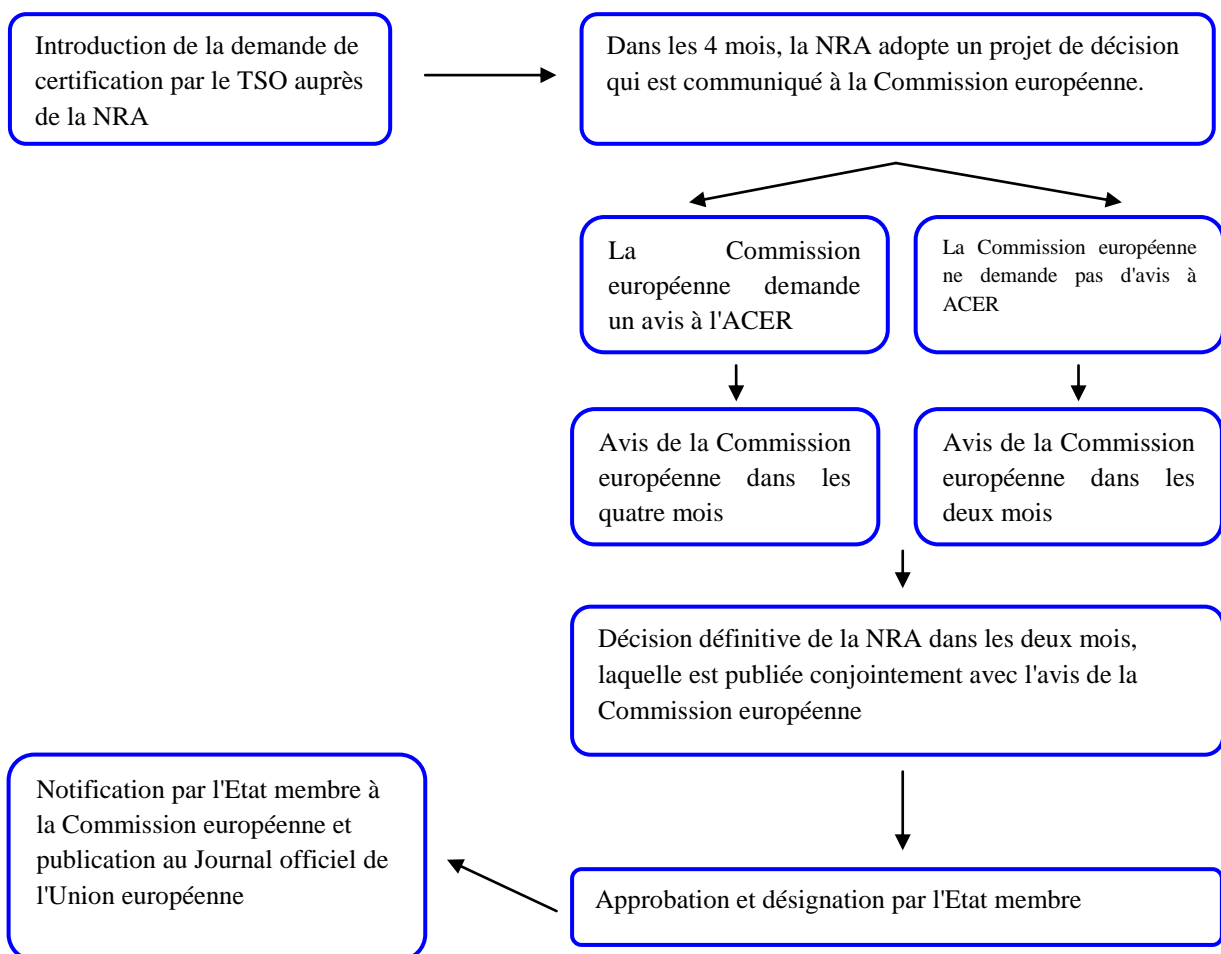 Introduction de la demande de
certification par le TSO auprès
de la NRA
Dans les 4 mois, la NRA adopte un projet de décision
qui est communiqué à la Commission européenne.
La Commission
européenne demande
un avis à l'ACER
La Commission européenne
ne demande pas d'avis à
ACER
Avis de la Commission
européenne dans les
quatre mois
Avis de la Commission
européenne dans les
deux mois
Décision définitive de la NRA dans les deux mois,
laquelle est publiée conjointement avec l'avis de la
Commission européenne
Notification par l'Etat membre à
la Commission européenne et
publication au Journal officiel de
l'Union européenne
Approbation et désignation par l'Etat membre